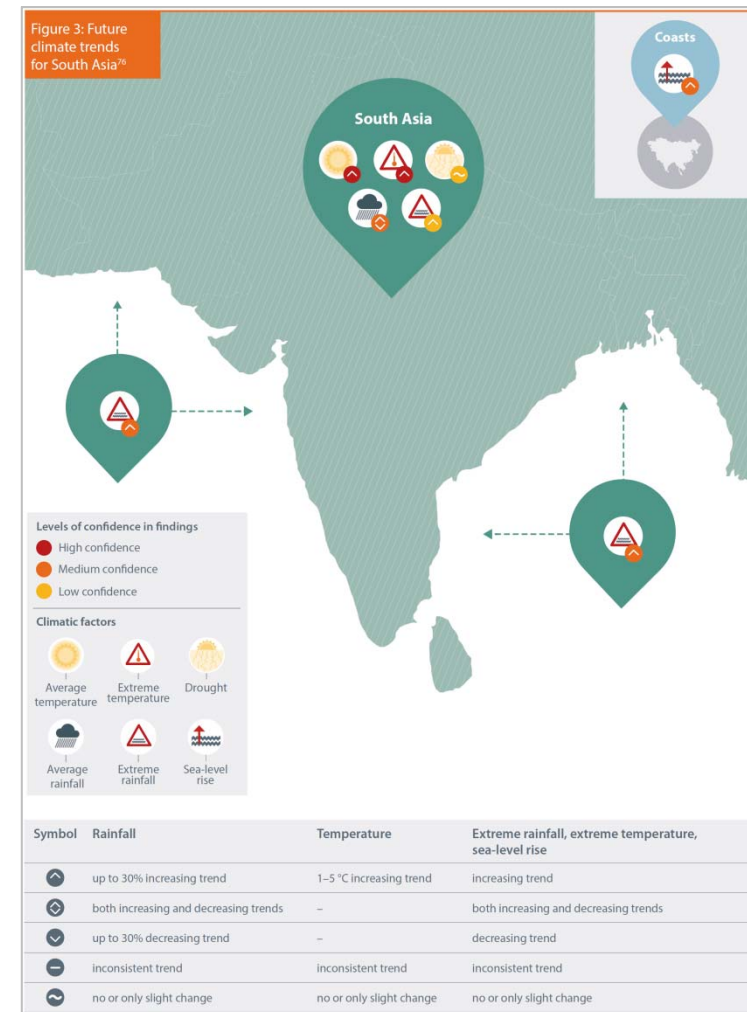 Figure 3: Future
climate trends
for South Asia⁷⁶
Coasts
South Asia
Levels of confidence in findings
High confidence
Medium confidence
Low confidence
Climatic factors
Average
temperature
Extreme
temperature
Drought
Average
rainfall
Extreme
rainfall
Sea-level
rise
Symbol Rainfall Temperature Extreme rainfall, extreme temperature,
sea-level rise
up to 30% increasing trend 1–5 °C increasing trend increasing trend
both increasing and decreasing trends – both increasing and decreasing trends
up to 30% decreasing trend – decreasing trend
inconsistent trend inconsistent trend inconsistent trend
no or only slight change no or only slight change no or only slight change